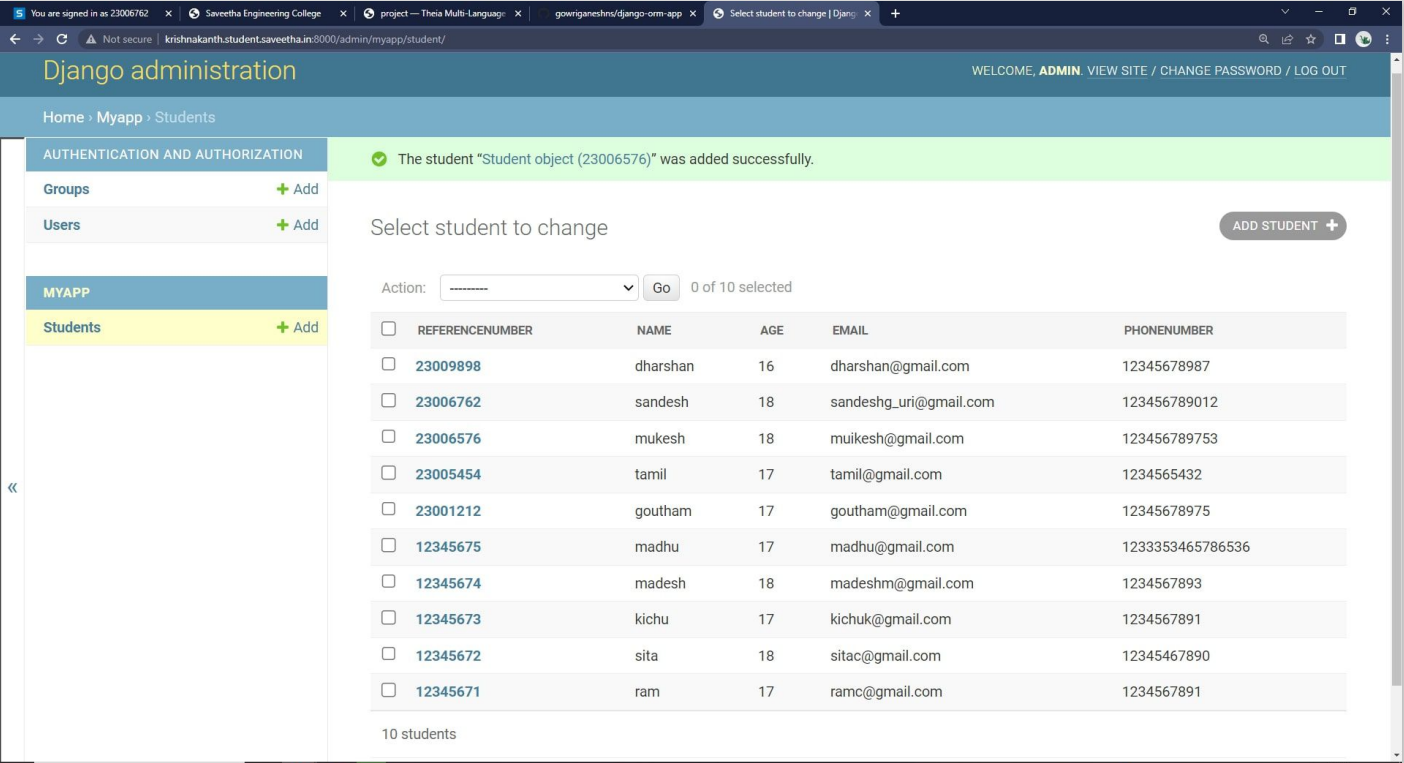 You are signed in as 23006762 Saveetha Engineering College project — Theia Multi-Language gowriganeshns/django-orm-app Select student to change | Djang
Not secure krishnakanth.student.saveetha.in:8000/admin/myapp/student/
Django administration WELCOME, ADMIN. VIEW SITE / CHANGE PASSWORD / LOG OUT
Home › Myapp › Students
AUTHENTICATION AND AUTHORIZATION
Groups + Add
Users + Add
MYAPP
Students + Add
The student “Student object (23006576)” was added successfully.
Select student to change ADD STUDENT +
Action: --------- Go 0 of 10 selected
REFERENCENUMBER NAME AGE EMAIL PHONENUMBER
23009898 dharshan 16 dharshan@gmail.com 12345678987
23006762 sandesh 18 sandeshg_uri@gmail.com 123456789012
23006576 mukesh 18 muikesh@gmail.com 123456789753
23005454 tamil 17 tamil@gmail.com 1234565432
23001212 goutham 17 goutham@gmail.com 12345678975
12345675 madhu 17 madhu@gmail.com 1233353465786536
12345674 madesh 18 madeshm@gmail.com 1234567893
12345673 kichu 17 kichuk@gmail.com 1234567891
12345672 sita 18 sitac@gmail.com 12345467890
12345671 ram 17 ramc@gmail.com 1234567891
10 students
«